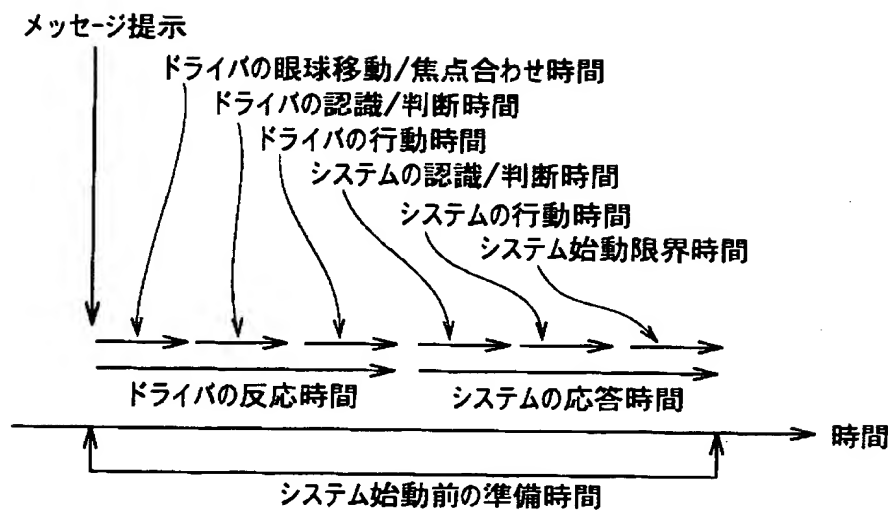 メッセージ提示
ドライバの眼球移動/焦点合わせ時間
ドライバの認識/判断時間
ドライバの行動時間
システムの認識/判断時間
システムの行動時間
システム始動限界時間
ドライバの反応時間
システムの応答時間
時間
システム始動前の準備時間